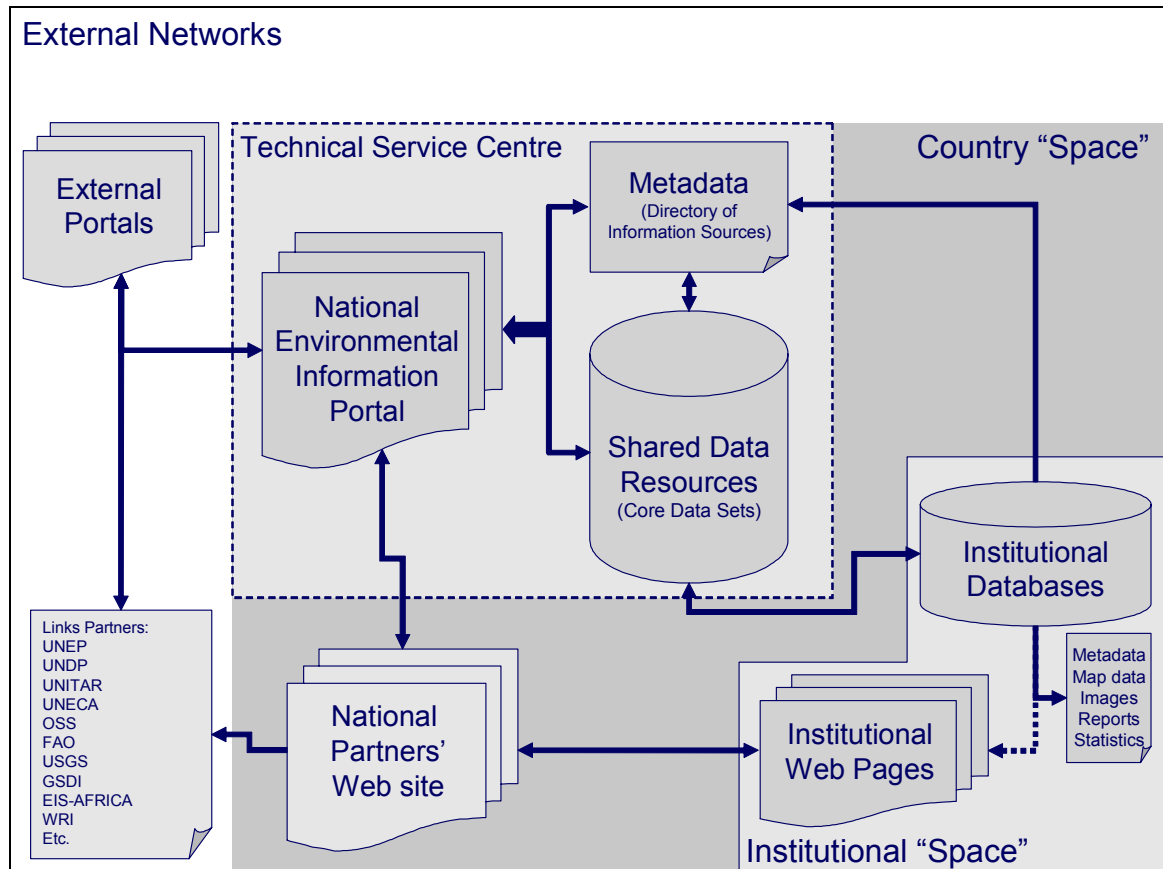 External Networks
Technical Service Centre
Country “Space”
External
Portals
Metadata
(Directory of
Information Sources)
National
Environmental
Information
Portal
Shared Data
Resources
(Core Data Sets)
Institutional
Databases
Links Partners:
UNEP
UNDP
UNITAR
UNECA
OSS
FAO
USGS
GSDI
EIS-AFRICA
WRI
Etc.
National
Partners’
Web site
Institutional
Web Pages
Metadata
Map data
Images
Reports
Statistics
Institutional “Space”